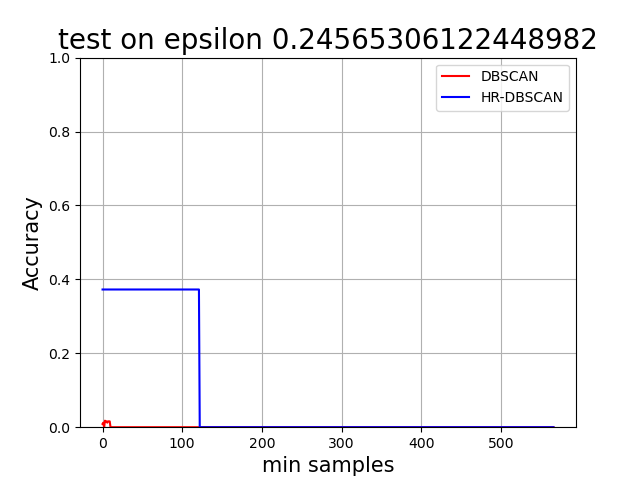 test on epsilon 0.24565306122448982
DBSCAN
HR-DBSCAN
Accuracy
1.0
0.8
0.6
0.4
0.2
0.0
0 100 200 300 400 500
min samples